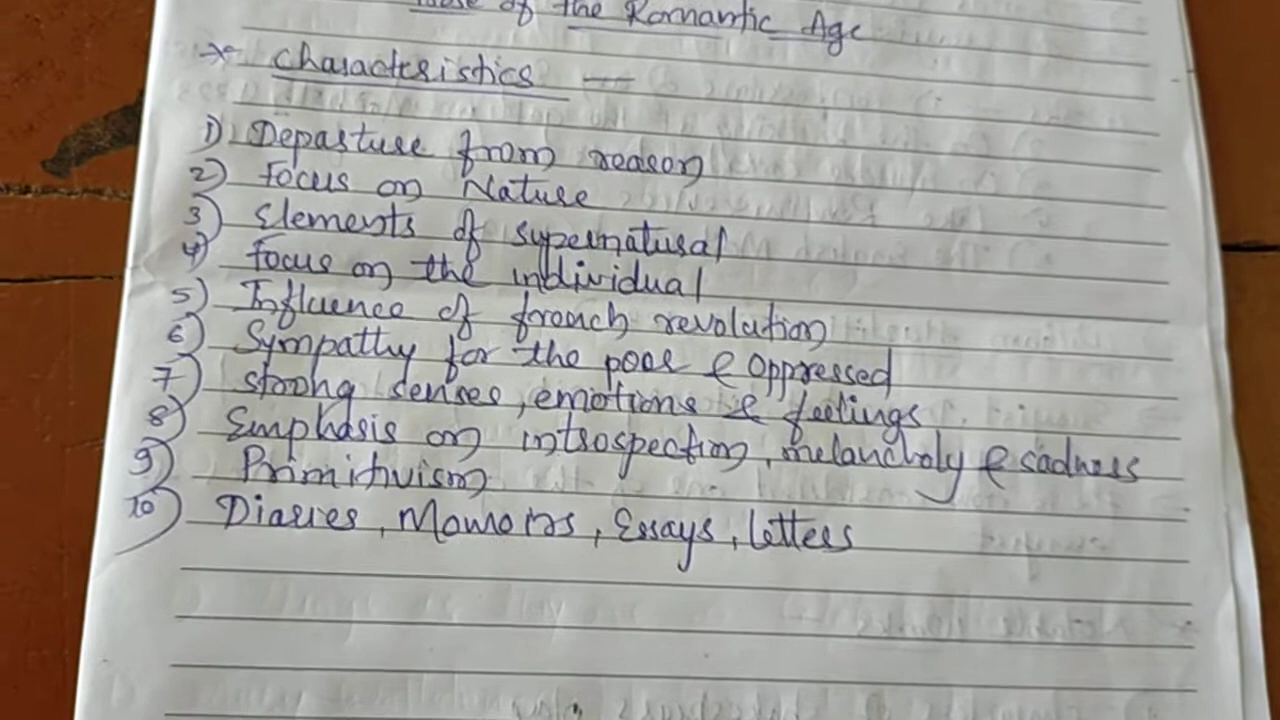 of the Romantic Age
* Characteristics —
1) Departure from reason
2) Focus on Nature
3) Elements of supernatural
4) Focus on the individual
5) Influence of french revolution
6) Sympathy for the poor & oppressed
7) strong senses, emotions & feelings
8) Emphasis on introspection, melancholy & sadness
9) Primitivism
10) Diaries, Memoirs, Essays, letters